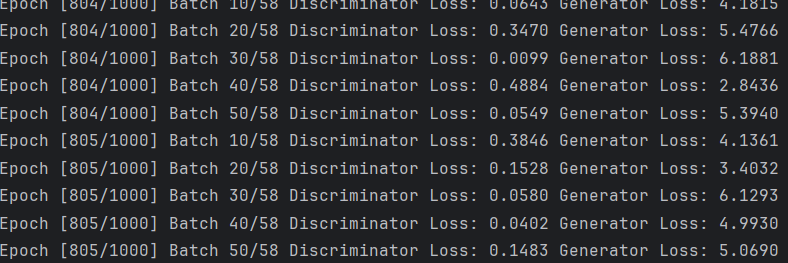 Epoch [804/1000] Batch 10/58 Discriminator Loss: 0.0643 Generator Loss: 4.1815
Epoch [804/1000] Batch 20/58 Discriminator Loss: 0.3470 Generator Loss: 5.4766
Epoch [804/1000] Batch 30/58 Discriminator Loss: 0.0099 Generator Loss: 6.1881
Epoch [804/1000] Batch 40/58 Discriminator Loss: 0.4884 Generator Loss: 2.8436
Epoch [804/1000] Batch 50/58 Discriminator Loss: 0.0549 Generator Loss: 5.3940
Epoch [805/1000] Batch 10/58 Discriminator Loss: 0.3846 Generator Loss: 4.1361
Epoch [805/1000] Batch 20/58 Discriminator Loss: 0.1528 Generator Loss: 3.4032
Epoch [805/1000] Batch 30/58 Discriminator Loss: 0.0580 Generator Loss: 6.1293
Epoch [805/1000] Batch 40/58 Discriminator Loss: 0.0402 Generator Loss: 4.9930
Epoch [805/1000] Batch 50/58 Discriminator Loss: 0.1483 Generator Loss: 5.0690